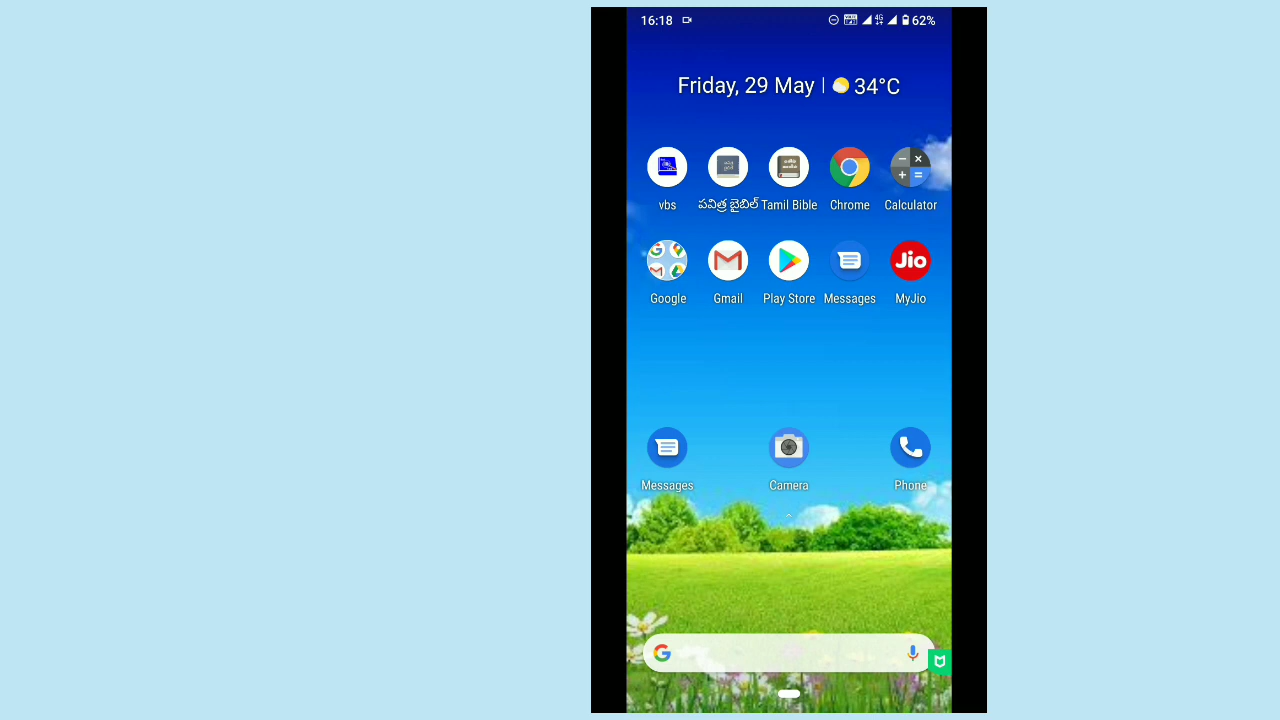 16:18 4G 62%
Friday, 29 May | 34°C
vbs పవిత్ర బైబిల్ Tamil Bible Chrome Calculator
Jio
Google Gmail Play Store Messages MyJio
Messages Camera Phone